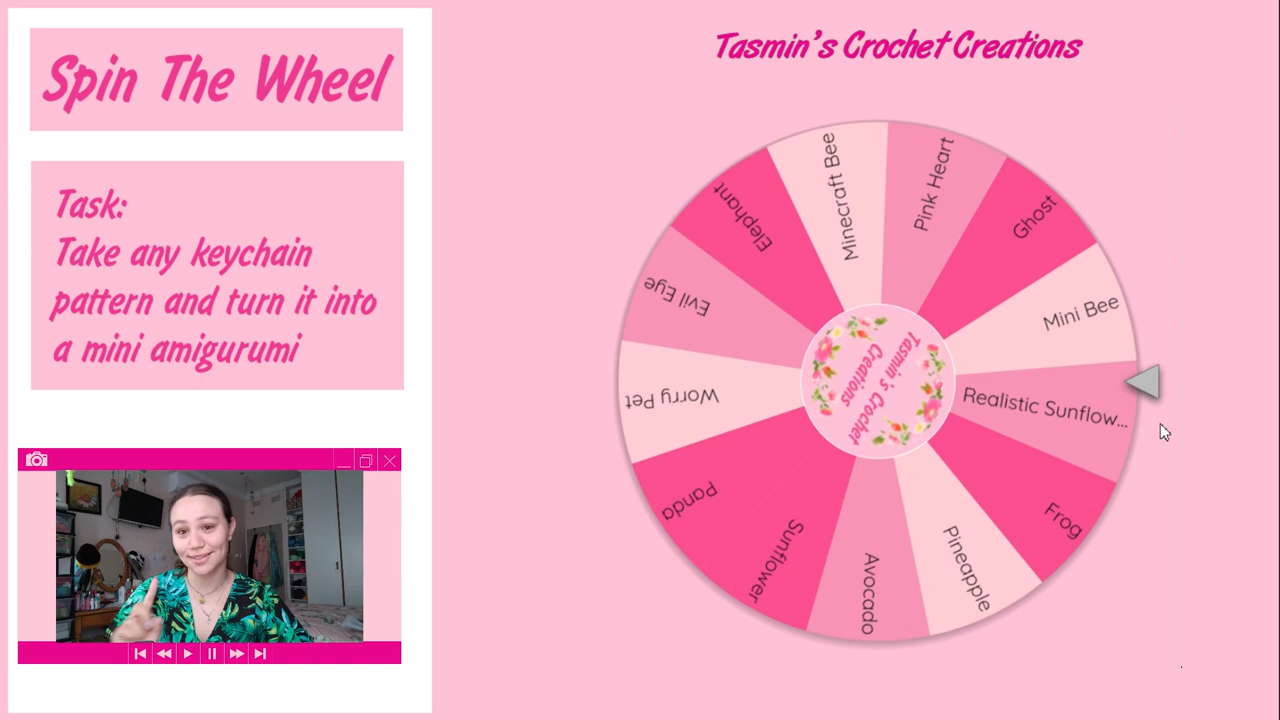 Spin The Wheel
Task:
Take any keychain
pattern and turn it into
a mini amigurumi
Tasmin's Crochet Creations
Minecraft Bee
Pink Heart
Ghost
Mini Bee
Realistic Sunflow...
Frog
Pineapple
Avocado
Sunflower
Panda
Worry Pet
Evil Eye
Elephant
Tasmin's Crochet
Creations